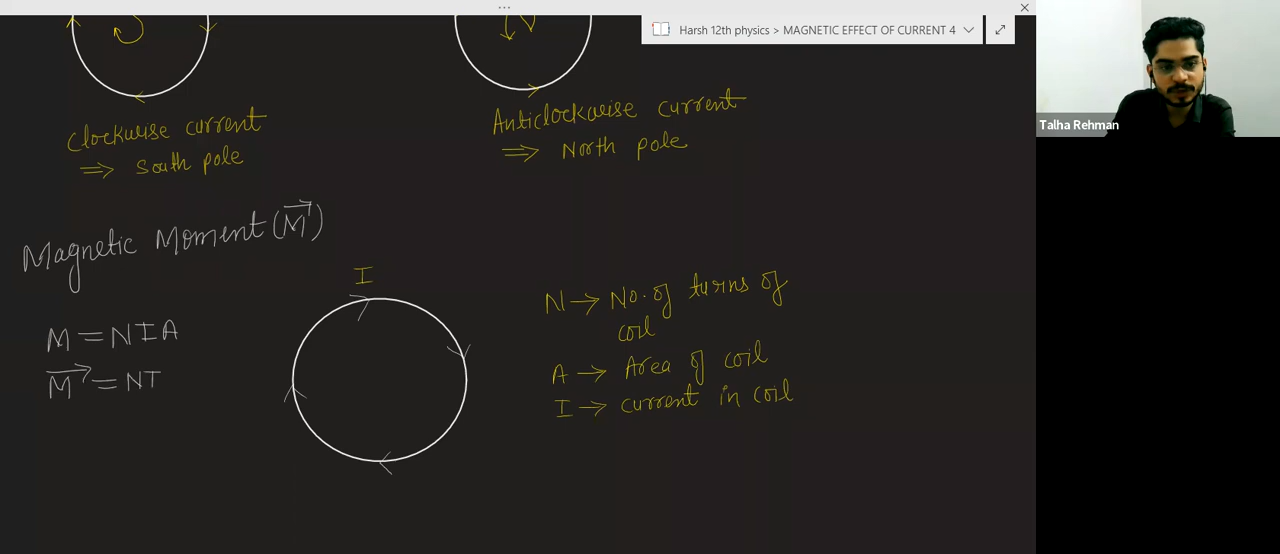 Harsh 12th physics > MAGNETIC EFFECT OF CURRENT 4
Talha Rehman
Clockwise current
⇒ South pole
Anticlockwise current
⇒ North pole
Magnetic Moment (M⃗)
I
M = NIA
M⃗ = NI
N → No. of turns of
coil
A → Area of coil
I → current in coil